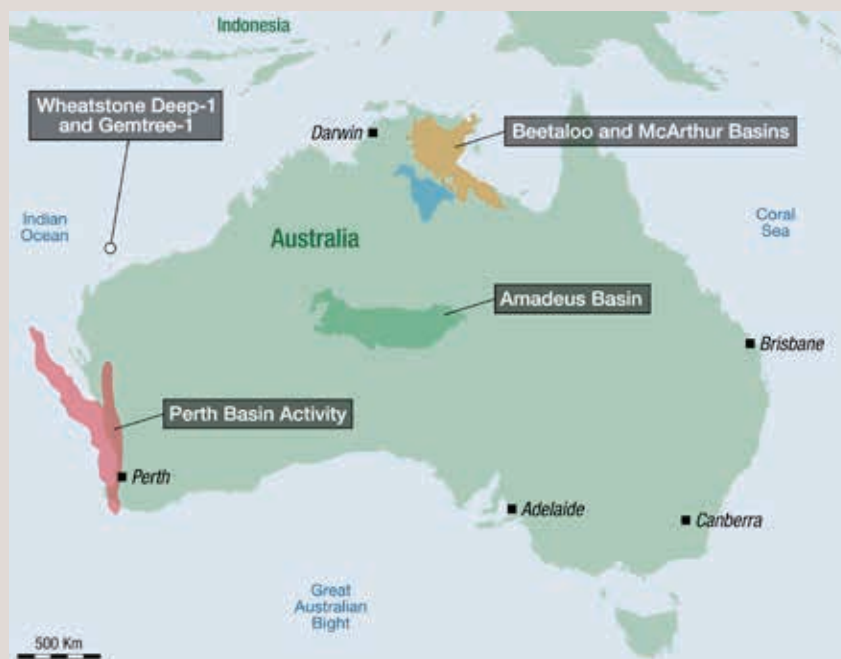 Indonesia
Wheatstone Deep-1
and Gemtree-1
Darwin
Beetaloo and McArthur Basins
Indian
Ocean
Coral
Sea
Australia
Amadeus Basin
Brisbane
Perth Basin Activity
Perth
Adelaide
Canberra
Great
Australian
Bight
500 Km